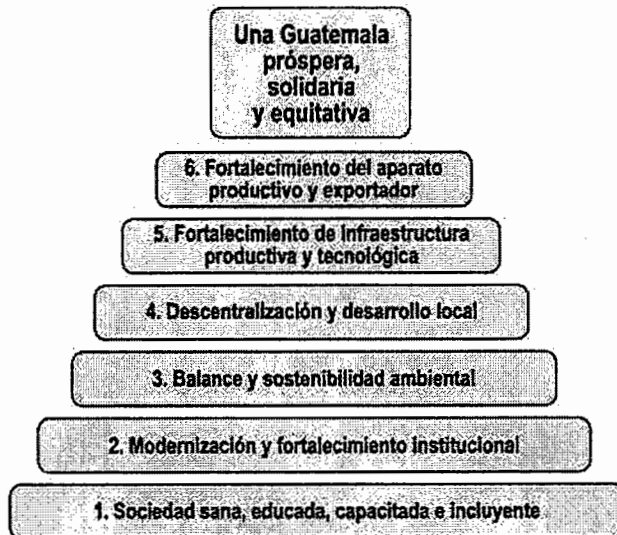 Una Guatemala
próspera,
solidaria
y equitativa
6. Fortalecimiento del aparato
productivo y exportador
5. Fortalecimiento de infraestructura
productiva y tecnológica
4. Descentralización y desarrollo local
3. Balance y sostenibilidad ambiental
2. Modernización y fortalecimiento institucional
1. Sociedad sana, educada, capacitada e incluyente